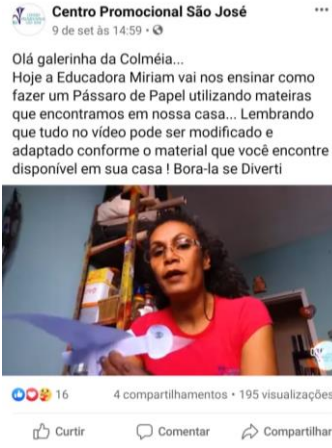 Centro Promocional São José
9 de set às 14:59 •
Olá galerinha da Colméia...
Hoje a Educadora Miriam vai nos ensinar como
fazer um Pássaro de Papel utilizando mateiras
que encontramos em nossa casa... Lembrando
que tudo no vídeo pode ser modificado e
adaptado conforme o material que você encontre
disponível em sua casa ! Bora-la se Diverti
16
4 compartilhamentos • 195 visualizações
Curtir
Comentar
Compartilhar